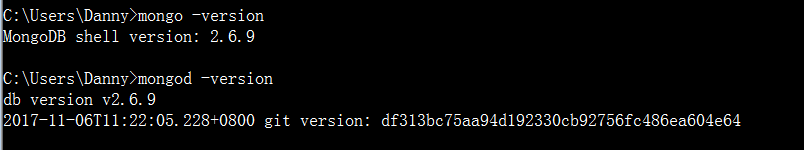 C:\Users\Danny>mongo -version
MongoDB shell version: 2.6.9
C:\Users\Danny>mongod -version
db version v2.6.9
2017-11-06T11:22:05.228+0800 git version: df313bc75aa94d192330cb92756fc486ea604e64